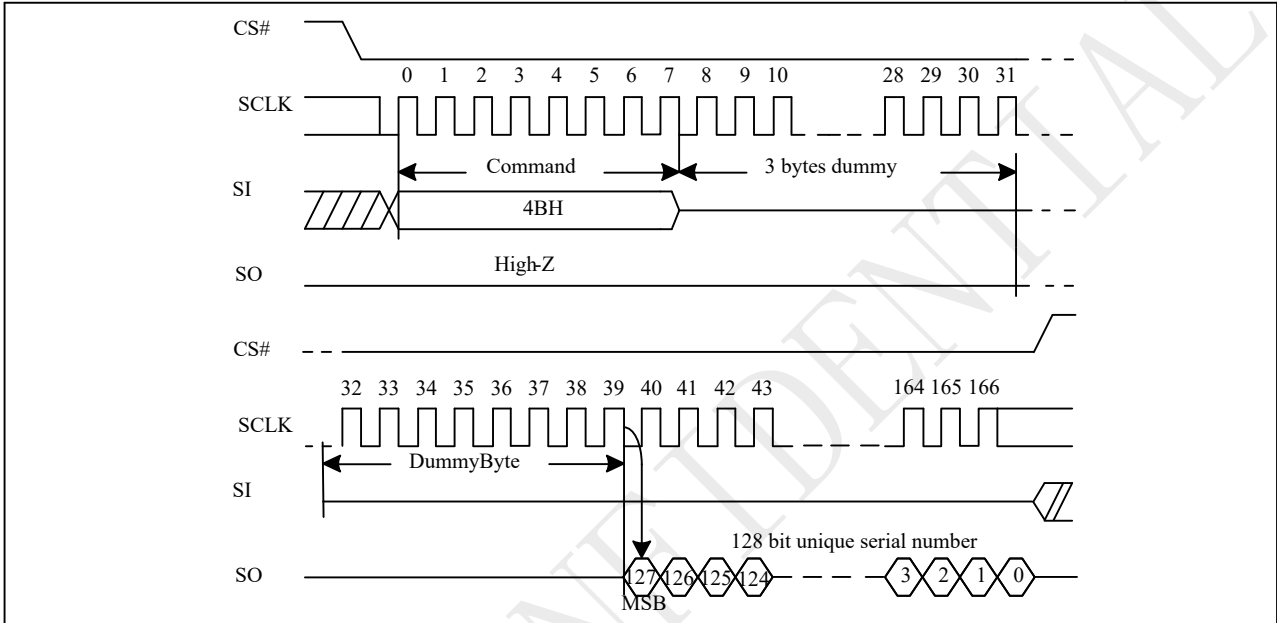 CS#
0 1 2 3 4 5 6 7 8 9 10 28 29 30 31
SCLK
Command 3 bytes dummy
SI
4BH
High-Z
SO
CS#
32 33 34 35 36 37 38 39 40 41 42 43 164 165 166
SCLK
DummyByte
SI
128 bit unique serial number
SO 127 126 125 124 3 2 1 0
MSB
NFIDENTIAL